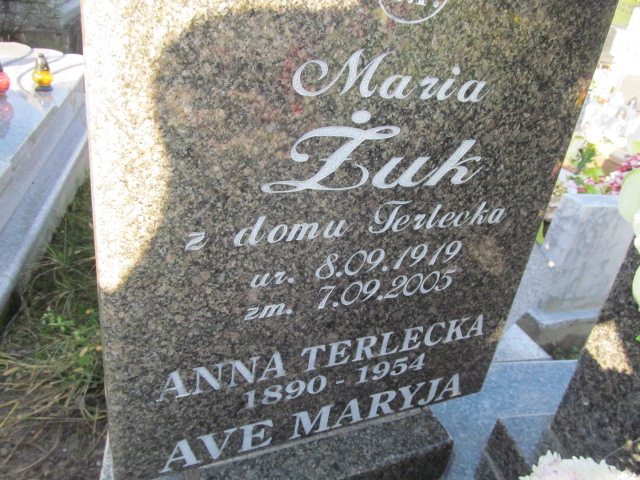 Maria
Żuk
z domu Terlecka
ur. 8.09.1919
zm. 7.09.2005
ANNA TERLECKA
1890 - 1954
AVE MARYJA